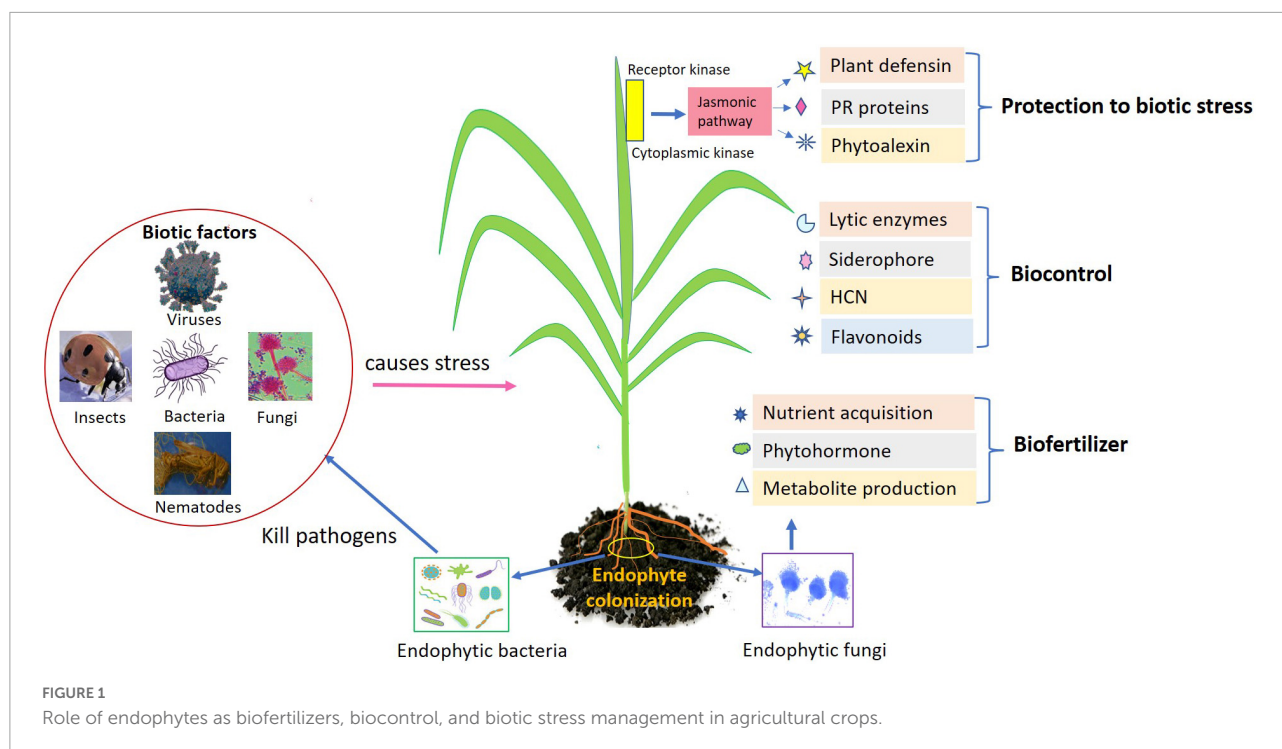 Receptor kinase
Jasmonic
pathway
Cytoplasmic kinase
Plant defensin
PR proteins
Phytoalexin
Protection to biotic stress
Lytic enzymes
Siderophore
HCN
Flavonoids
Biocontrol
Biotic factors
Viruses
Insects
Bacteria
Fungi
Nematodes
causes stress
Kill pathogens
Nutrient acquisition
Phytohormone
Metabolite production
Biofertilizer
Endophyte
colonization
Endophytic bacteria
Endophytic fungi
FIGURE 1
Role of endophytes as biofertilizers, biocontrol, and biotic stress management in agricultural crops.